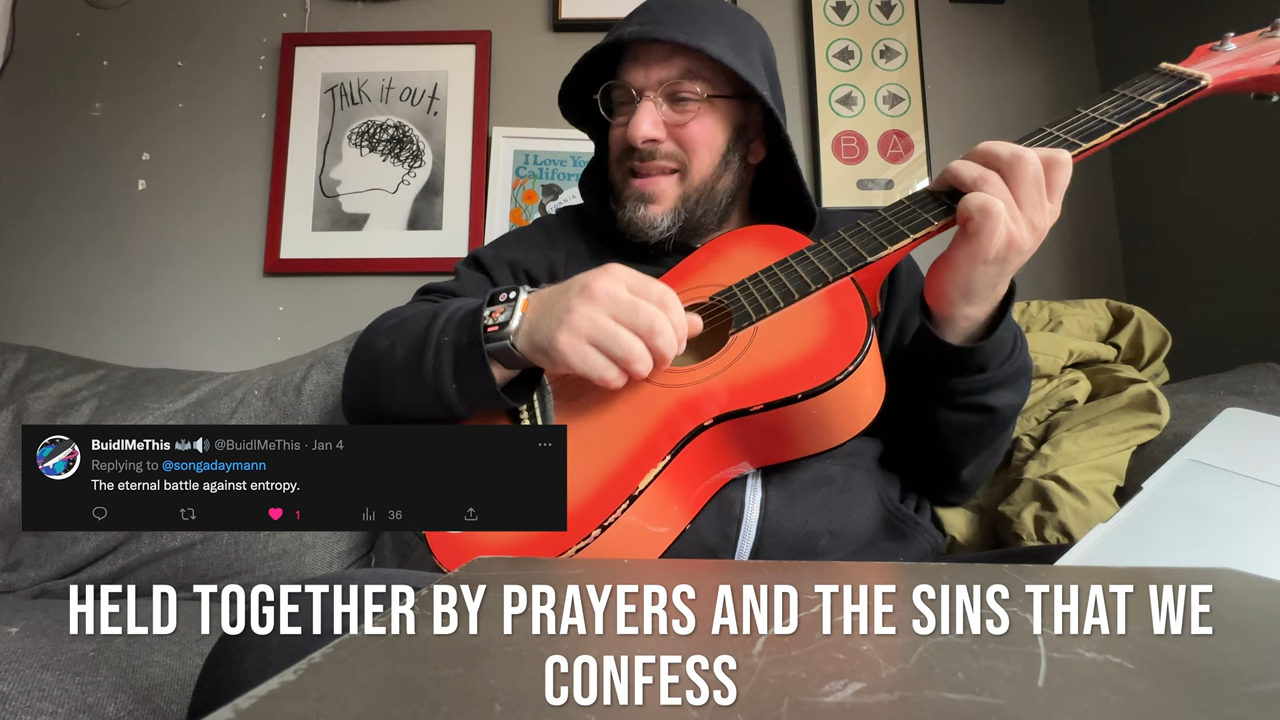 TALK it OUT.
I Love You
California
B A
BuidlMeThis @BuidlMeThis · Jan 4
Replying to @songadaymann
The eternal battle against entropy.
1 36
HELD TOGETHER BY PRAYERS AND THE SINS THAT WE
CONFESS